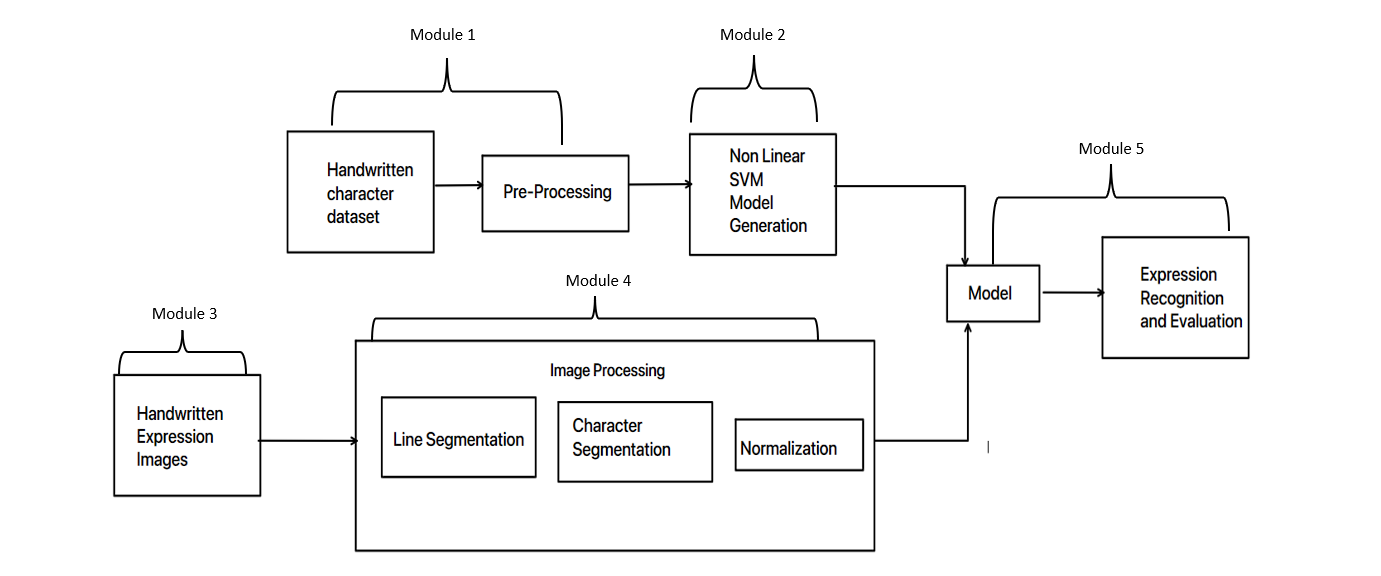 Module 1
Module 2
Handwritten
character
dataset
Pre-Processing
Non Linear
SVM
Model
Generation
Module 5
Model
Expression
Recognition
and Evaluation
Module 3
Module 4
Handwritten
Expression
Images
Image Processing
Line Segmentation
Character
Segmentation
Normalization